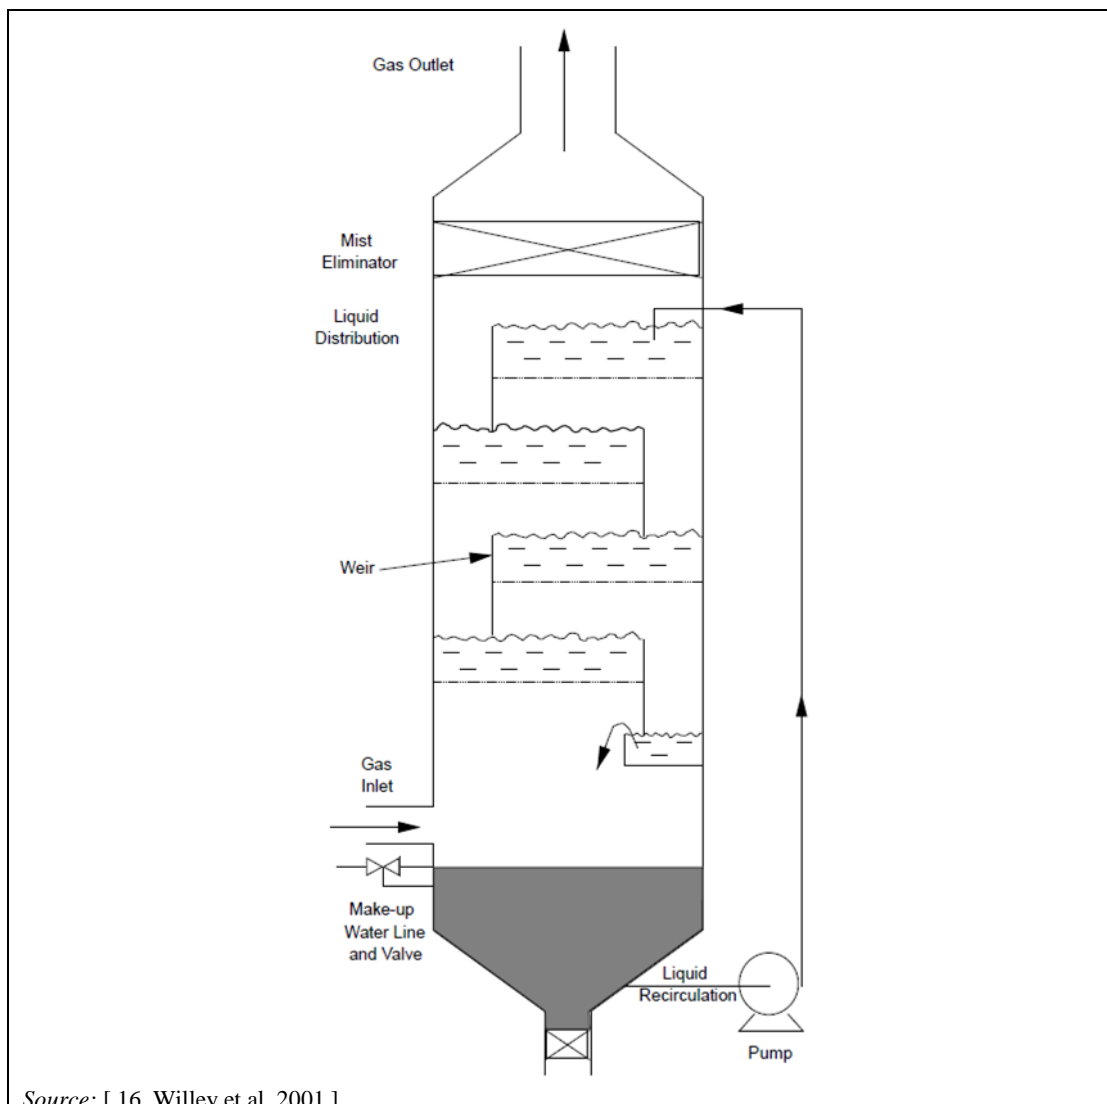 Gas Outlet
Mist
Eliminator
Liquid
Distribution
Weir
Gas
Inlet
Make-up
Water Line
and Valve
Liquid
Recirculation
Pump
Source: [ 16, Willey et al. 2001 ]